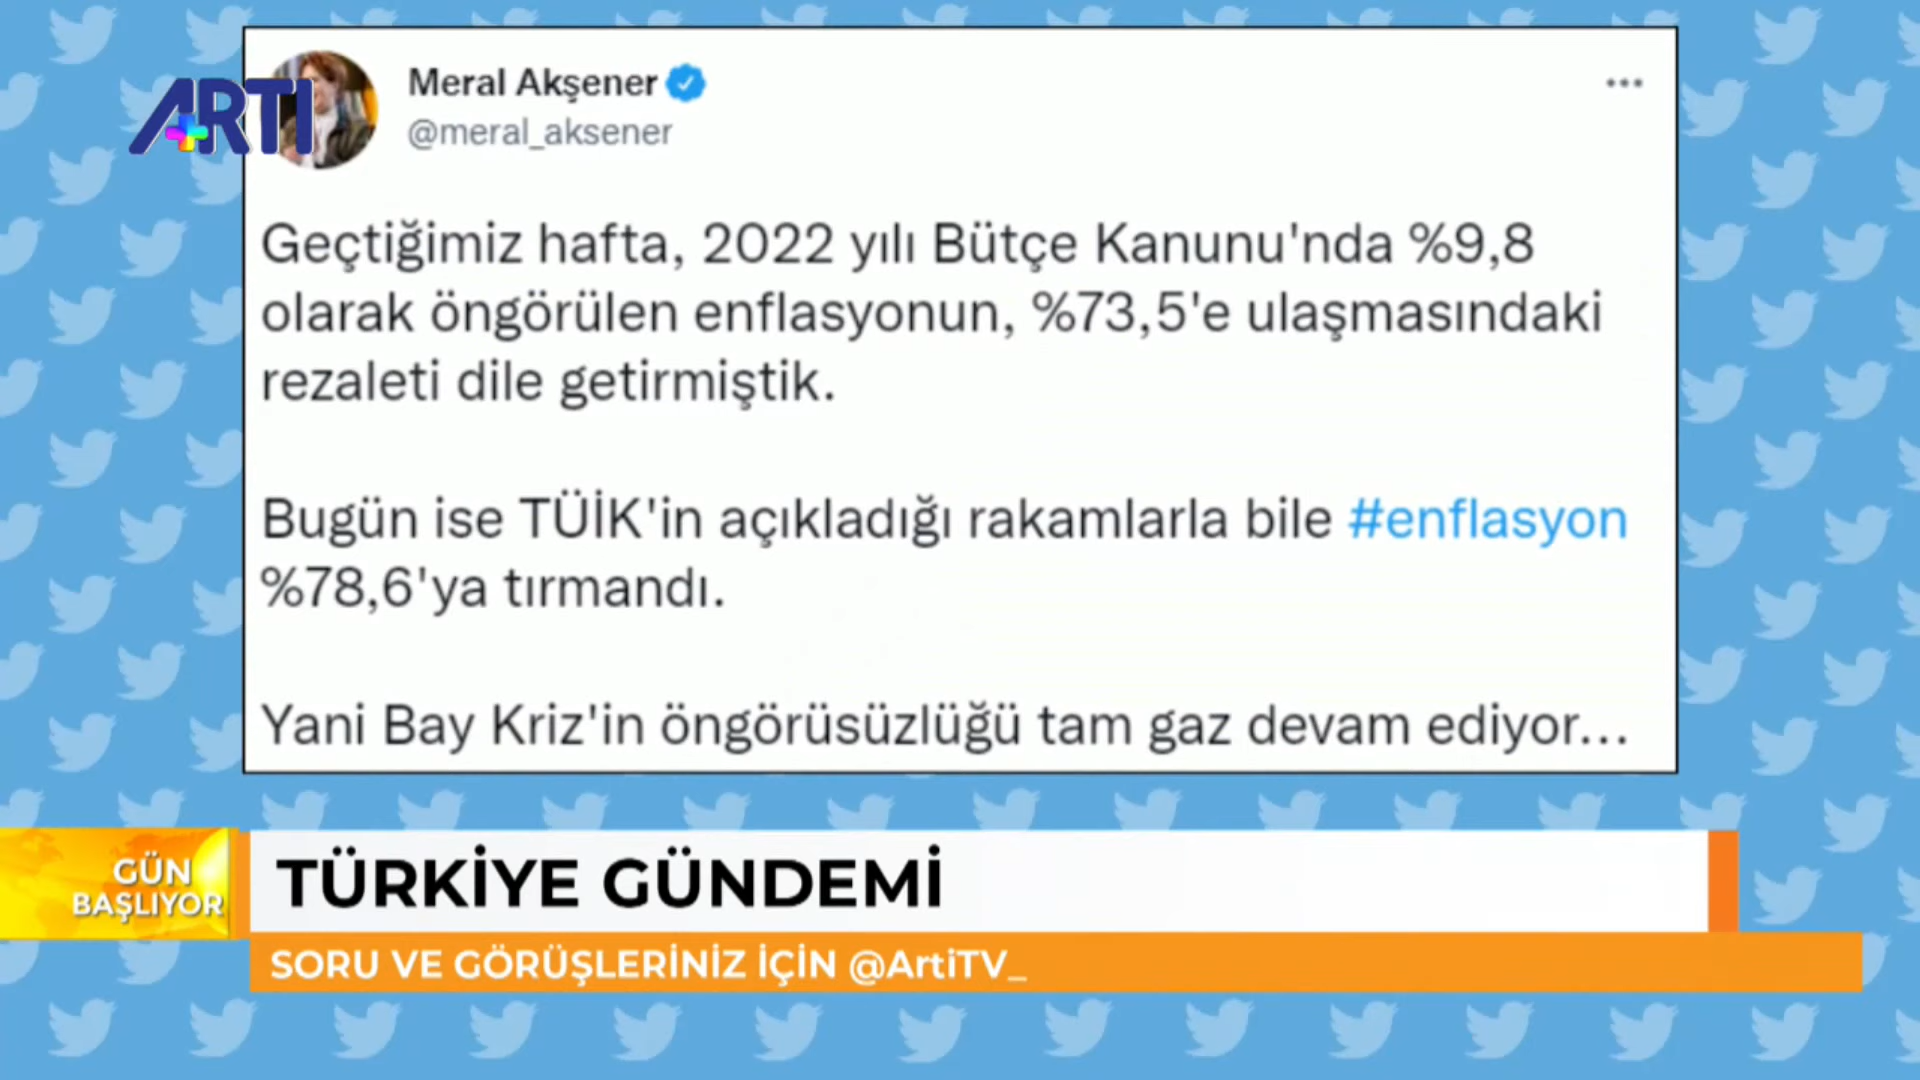 ARTI
Meral Akşener
@meral_aksener
Geçtiğimiz hafta, 2022 yılı Bütçe Kanunu'nda %9,8
olarak öngörülen enflasyonun, %73,5'e ulaşmasındaki
rezaleti dile getirmiştik.
Bugün ise TÜİK'in açıkladığı rakamlarla bile #enflasyon
%78,6'ya tırmandı.
Yani Bay Kriz'in öngörüsüzlüğü tam gaz devam ediyor...
GÜN
BAŞLIYOR
TÜRKİYE GÜNDEMİ
SORU VE GÖRÜŞLERİNİZ İÇİN @ArtiTV_